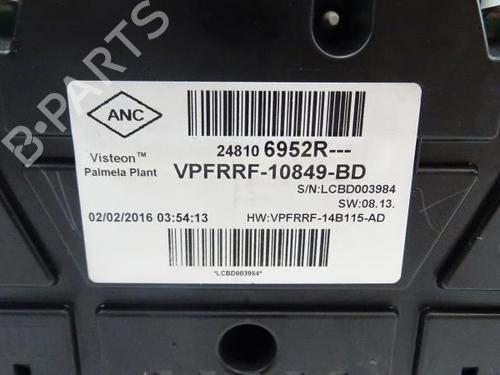 B-PARTS
ANC
24810 6952R---
Visteon™
Palmela Plant
VPFRRF-10849-BD
S/N:LCBD003984
SW:08.13.
02/02/2016 03:54:13
HW:VPFRRF-14B115-AD
*LCBD003984*